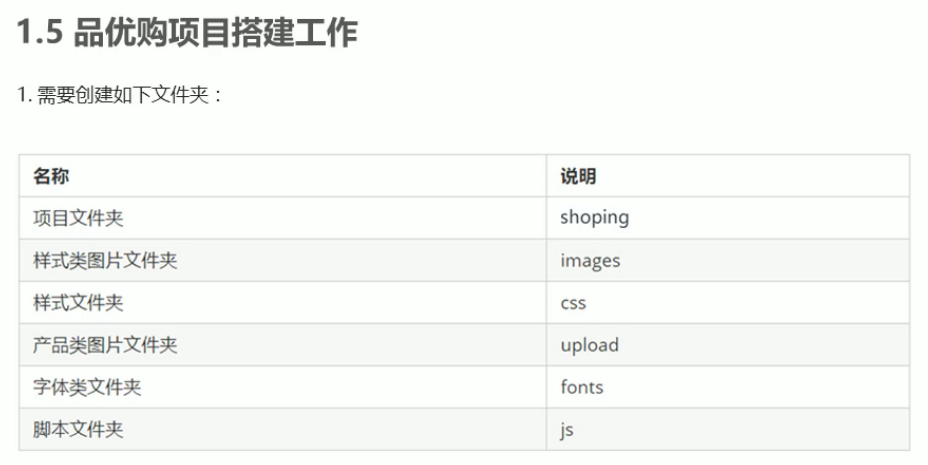 1.5 品优购项目搭建工作
1. 需要创建如下文件夹：
名称 说明
项目文件夹 shoping
样式类图片文件夹 images
样式文件夹 css
产品类图片文件夹 upload
字体类文件夹 fonts
脚本文件夹 js